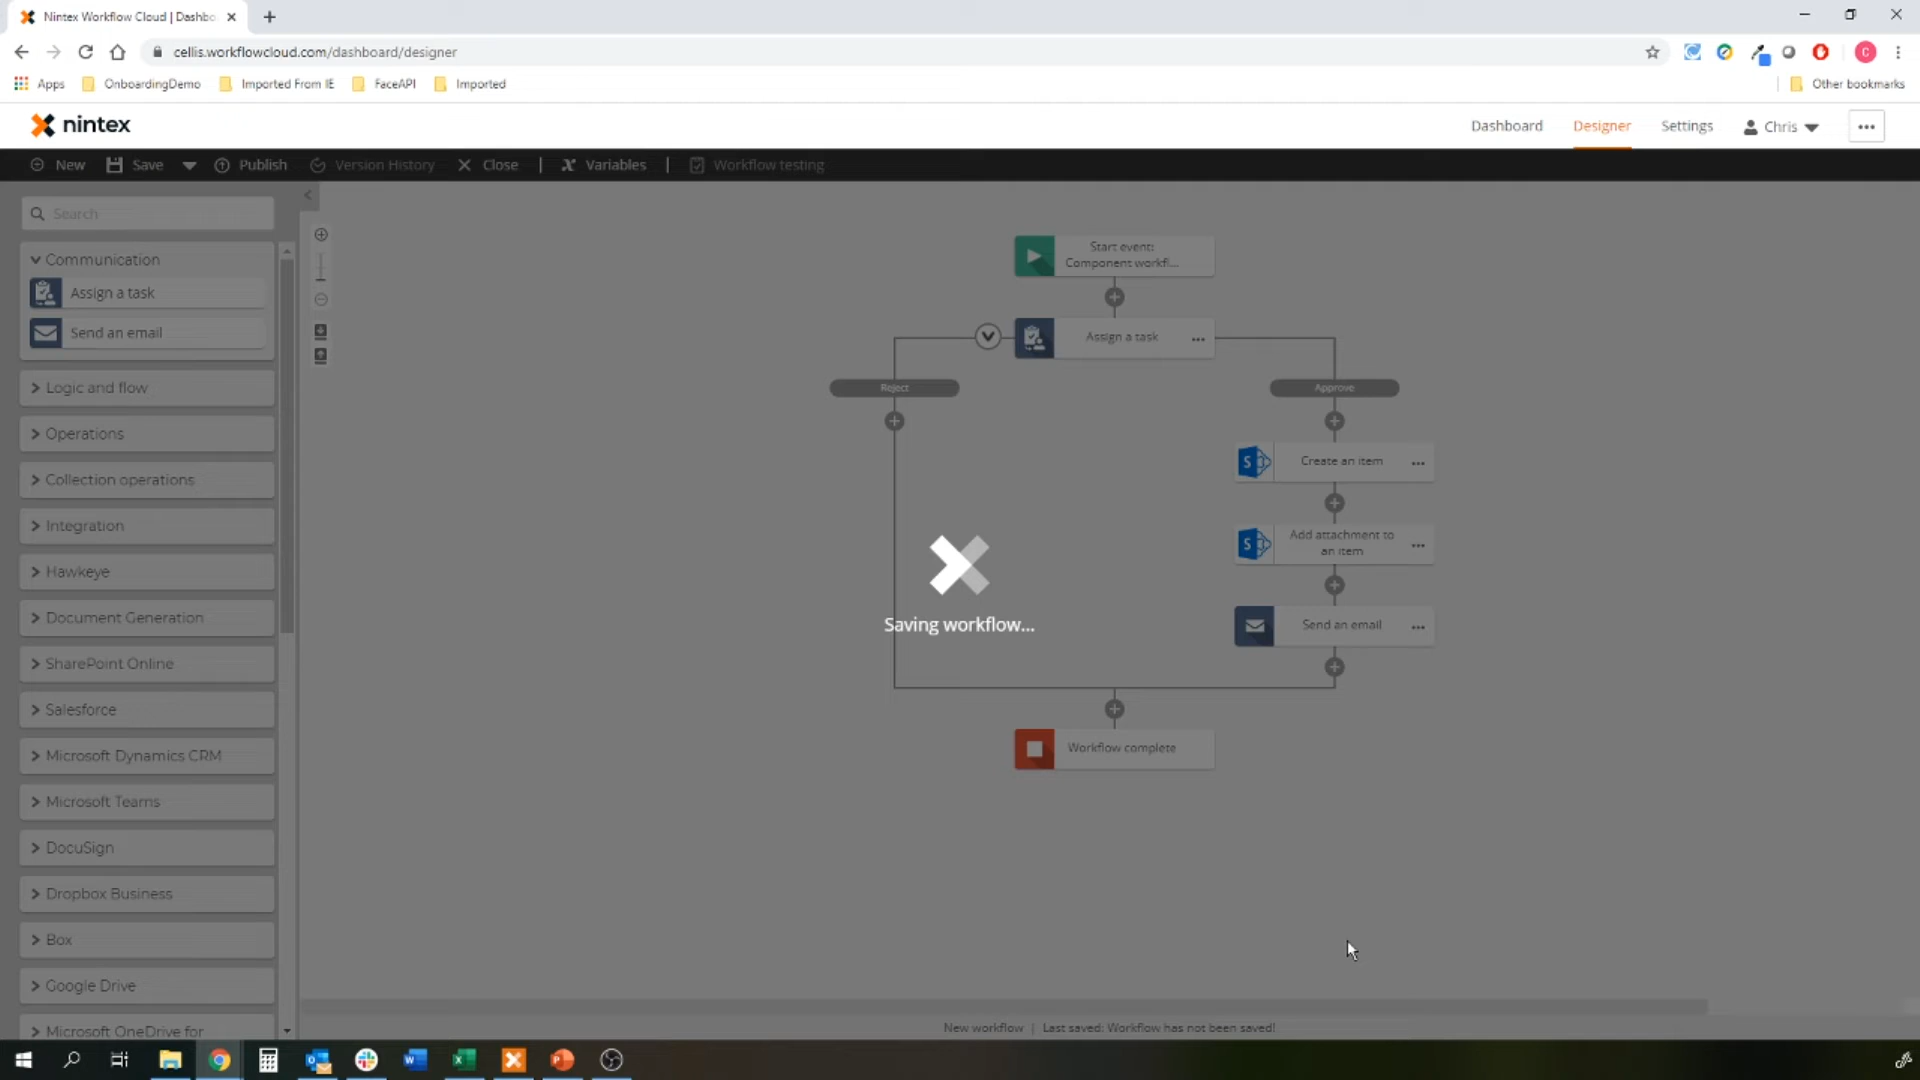 Nintex Workflow Cloud | Dashbo
cellis.workflowcloud.com/dashboard/designer
Apps
OnboardingDemo
Imported From IE
FaceAPI
Imported
Other bookmarks
C
nintex
Dashboard
Designer
Settings
Chris
New
Save
Publish
Version History
Close
Variables
Workflow testing
Search
Communication
Assign a task
Send an email
Logic and flow
Operations
Collection operations
Integration
Hawkeye
Document Generation
SharePoint Online
Salesforce
Microsoft Dynamics CRM
Microsoft Teams
DocuSign
Dropbox Business
Box
Google Drive
Microsoft OneDrive for
Start event:
Component workfl...
Assign a task
Reject
Approve
Create an item
Add attachment to
an item
Send an email
Saving workflow...
Workflow complete
New workflow | Last saved: Workflow has not been saved!